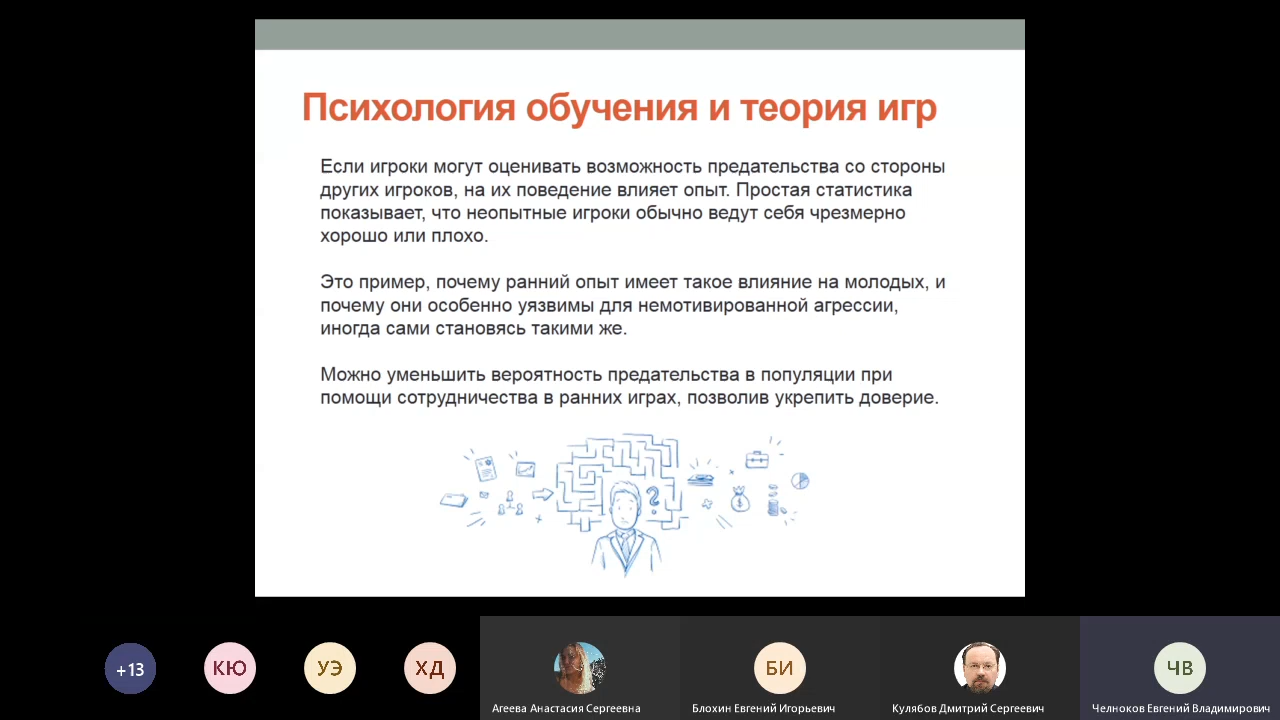 Психология обучения и теория игр
Если игроки могут оценивать возможность предательства со стороны
других игроков, на их поведение влияет опыт. Простая статистика
показывает, что неопытные игроки обычно ведут себя чрезмерно
хорошо или плохо.
Это пример, почему ранний опыт имеет такое влияние на молодых, и
почему они особенно уязвимы для немотивированной агрессии,
иногда сами становясь такими же.
Можно уменьшить вероятность предательства в популяции при
помощи сотрудничества в ранних играх, позволив укрепить доверие.
?
$
+13
КЮ
УЭ
ХД
БИ
ЧВ
Агеева Анастасия Сергеевна
Блохин Евгений Игорьевич
Кулябов Дмитрий Сергеевич
Челноков Евгений Владимирович